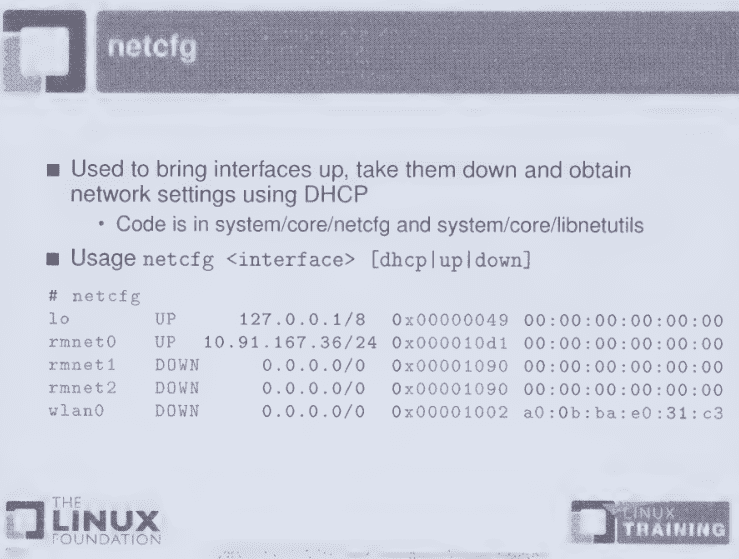 netcfg
■ Used to bring interfaces up, take them down and obtain
network settings using DHCP
• Code is in system/core/netcfg and system/core/libnetutils
■ Usage netcfg <interface> [dhcp|up|down]
# netcfg
lo UP 127.0.0.1/8 0x00000049 00:00:00:00:00:00
rmnet0 UP 10.91.167.36/24 0x000010d1 00:00:00:00:00:00
rmnet1 DOWN 0.0.0.0/0 0x00001090 00:00:00:00:00:00
rmnet2 DOWN 0.0.0.0/0 0x00001090 00:00:00:00:00:00
wlan0 DOWN 0.0.0.0/0 0x00001002 a0:0b:ba:e0:31:c3
THE
LINUX
FOUNDATION
LINUX
TRAINING